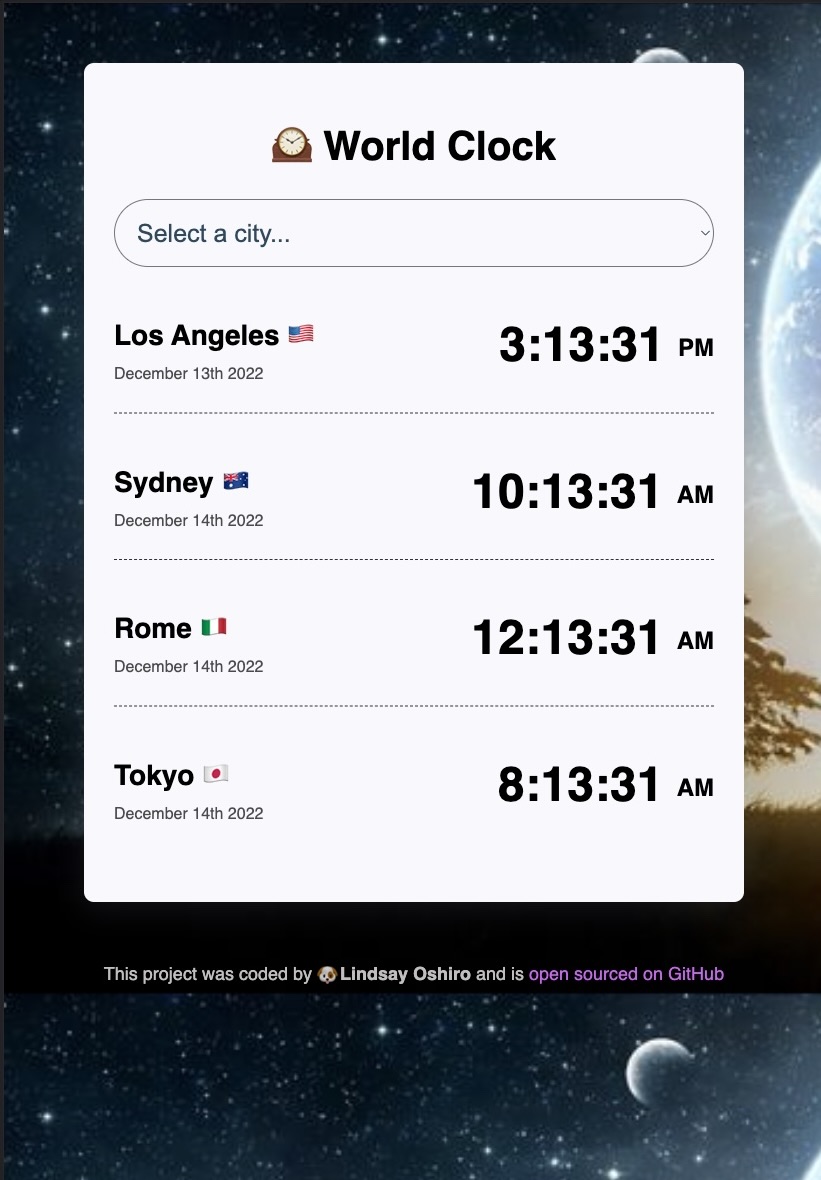 🕰️ World Clock
Select a city...
Los Angeles 🇺🇸 3:13:31 PM
December 13th 2022
Sydney 🇦🇺 10:13:31 AM
December 14th 2022
Rome 🇮🇹 12:13:31 AM
December 14th 2022
Tokyo 🇯🇵 8:13:31 AM
December 14th 2022
This project was coded by 🐶Lindsay Oshiro and is open sourced on GitHub